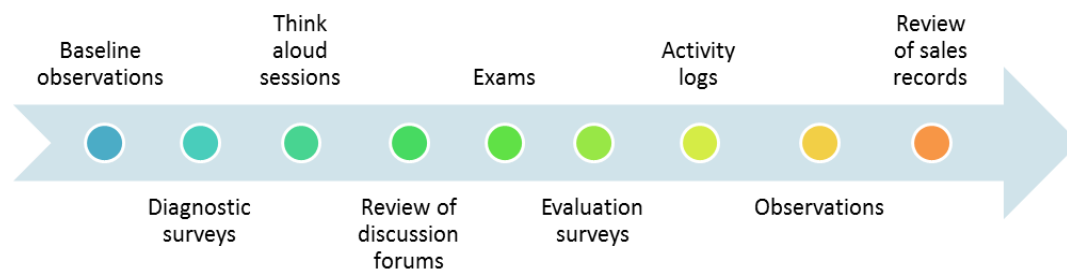 Baseline
observations
Diagnostic
surveys
Think
aloud
sessions
Review of
discussion
forums
Exams
Evaluation
surveys
Activity
logs
Observations
Review
of sales
records